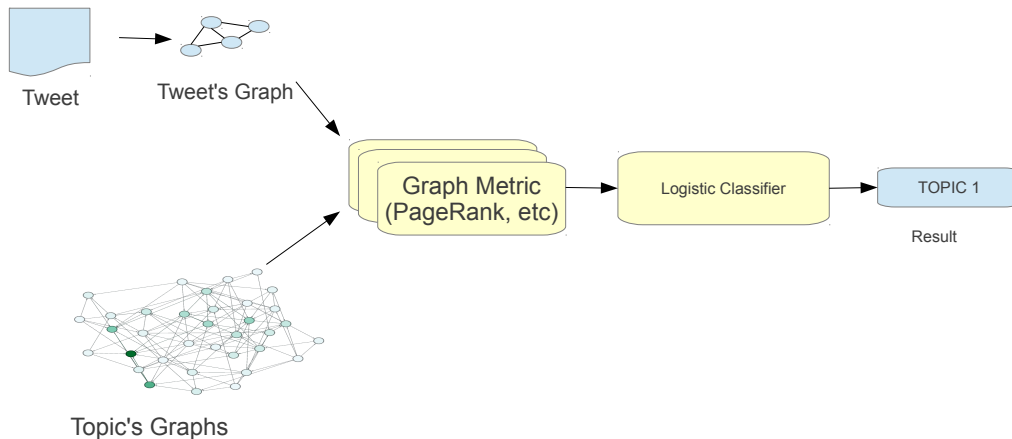 Tweet
Tweet's Graph
Graph Metric
(PageRank, etc)
Logistic Classifier
TOPIC 1
Result
Topic's Graphs